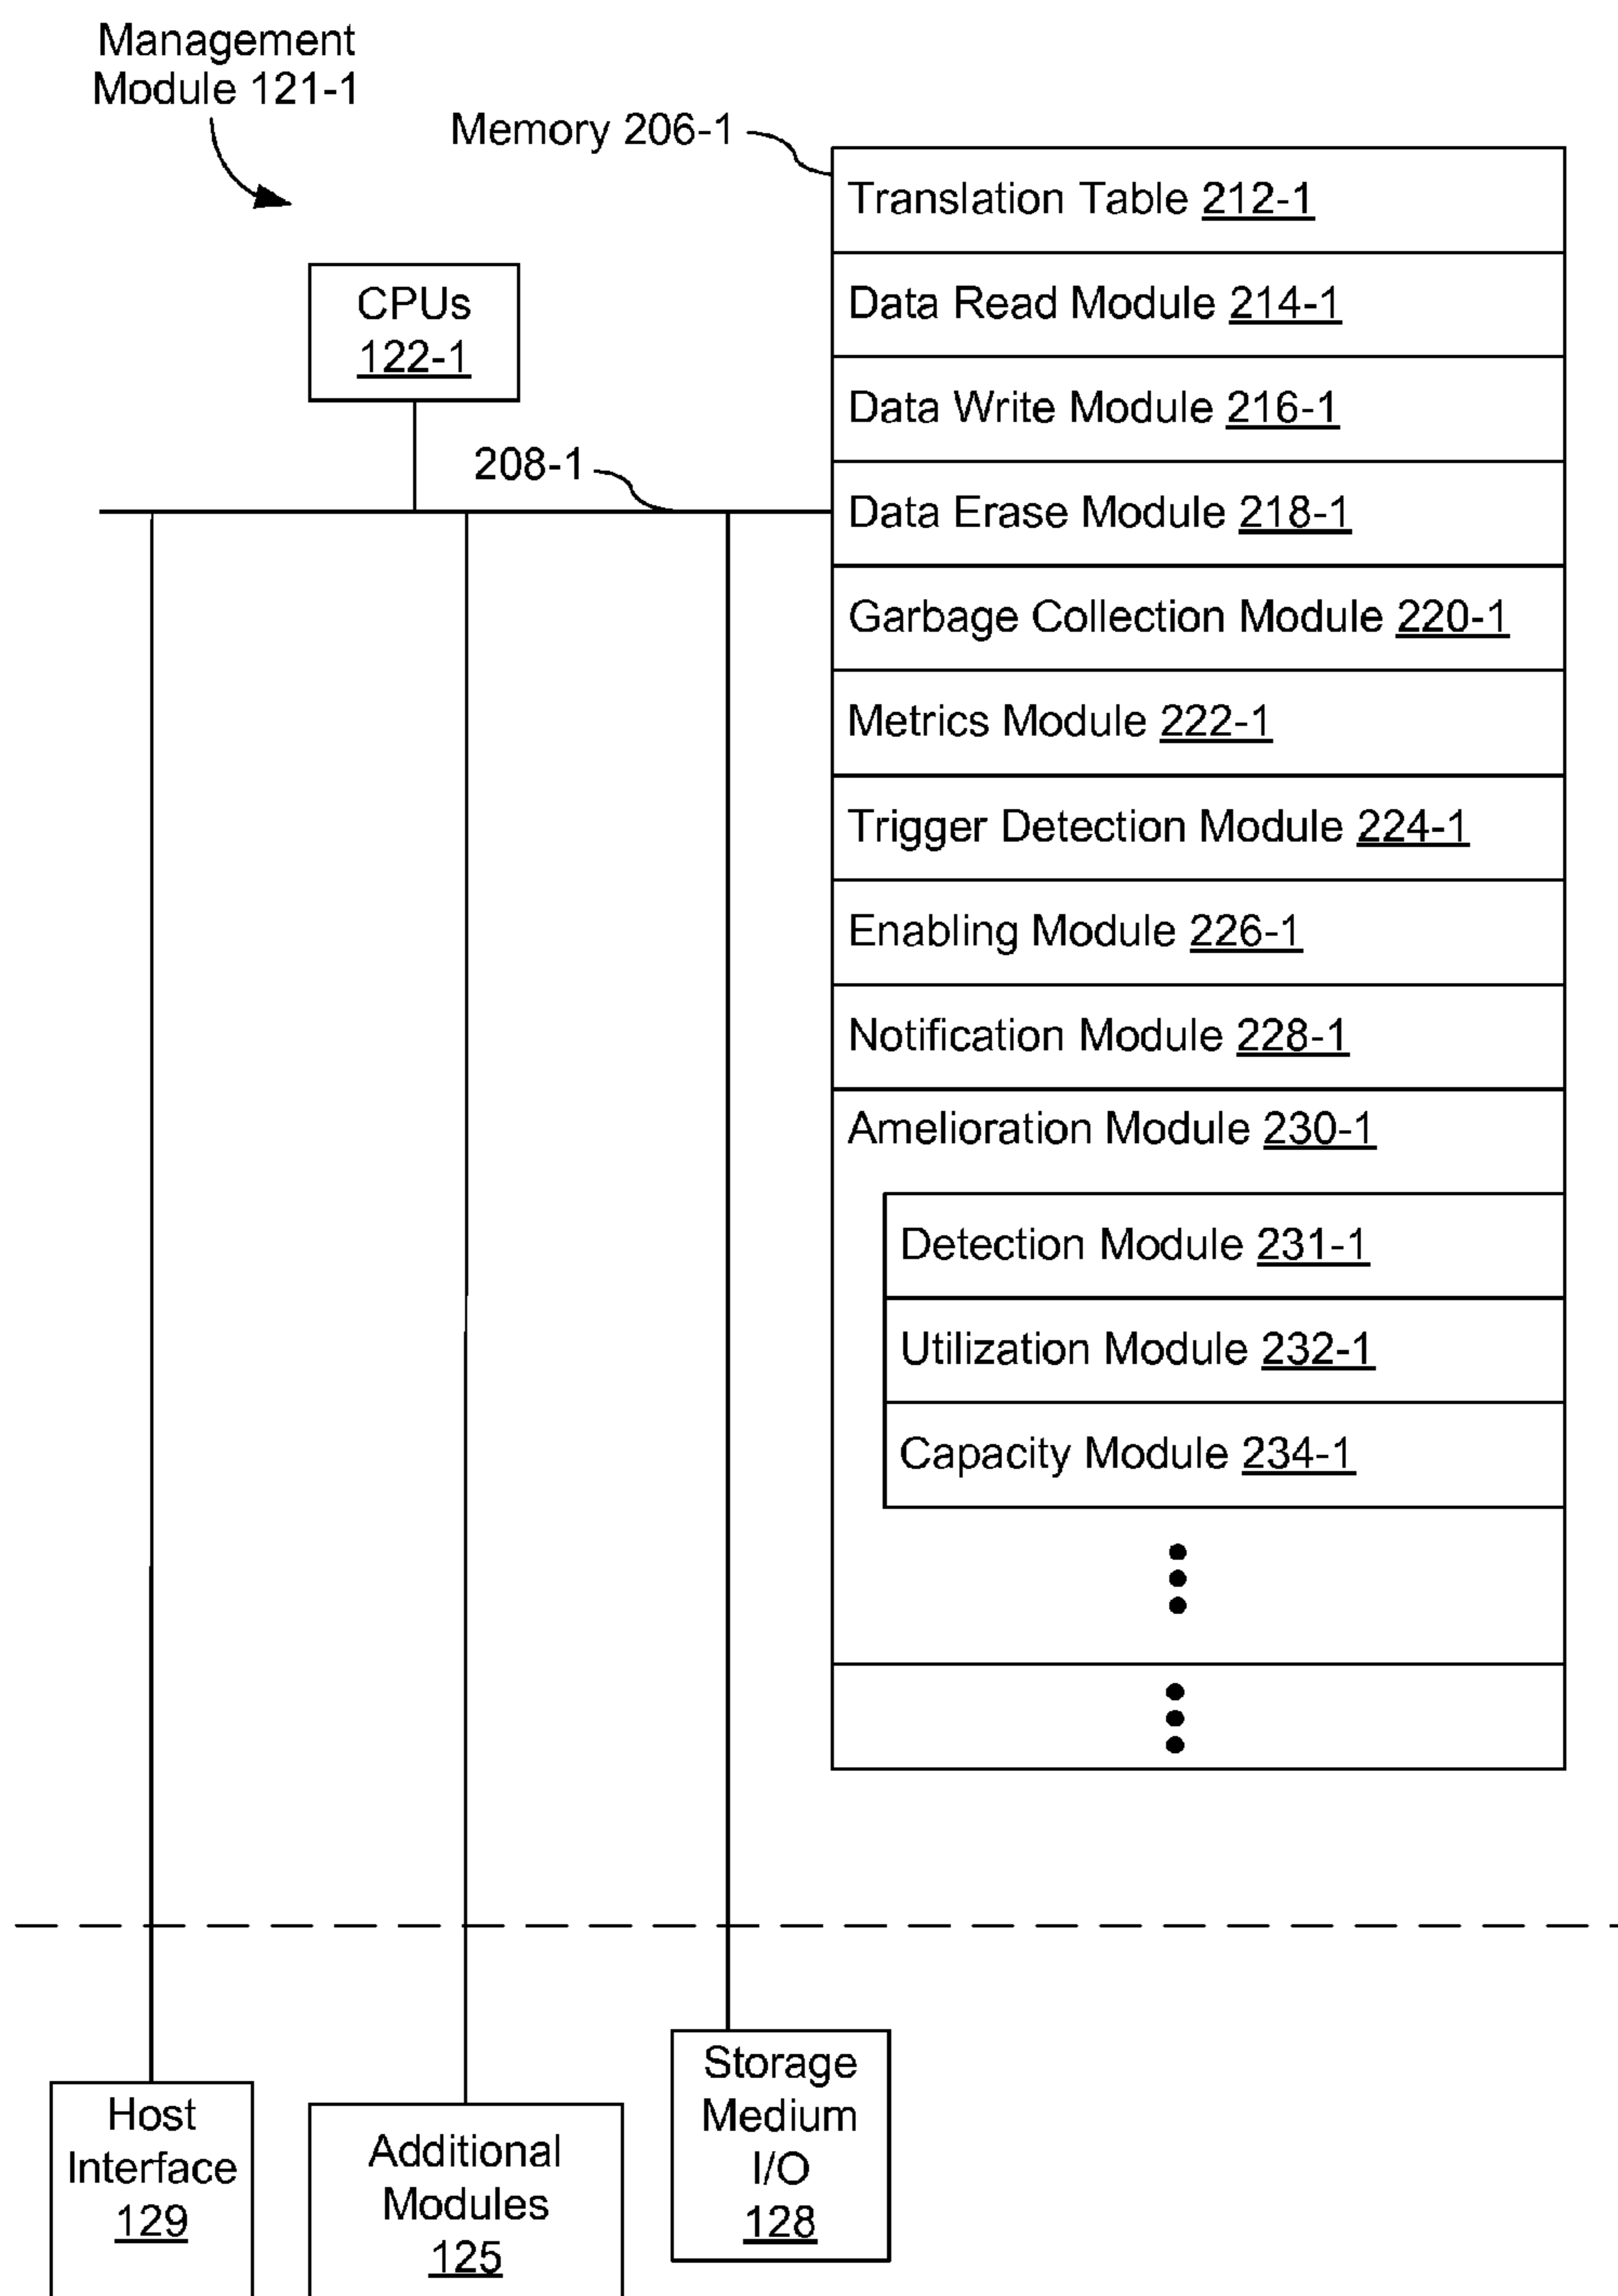 Management
Module 121-1
Memory 206-1
Translation Table 212-1
Data Read Module 214-1
CPUs
122-1
Data Write Module 216-1
208-1
Data Erase Module 218-1
Garbage Collection Module 220-1
Metrics Module 222-1
Trigger Detection Module 224-1
Enabling Module 226-1
Notification Module 228-1
Amelioration Module 230-1
Detection Module 231-1
Utilization Module 232-1
Capacity Module 234-1
Host
Interface
129
Additional
Modules
125
Storage
Medium
I/O
128